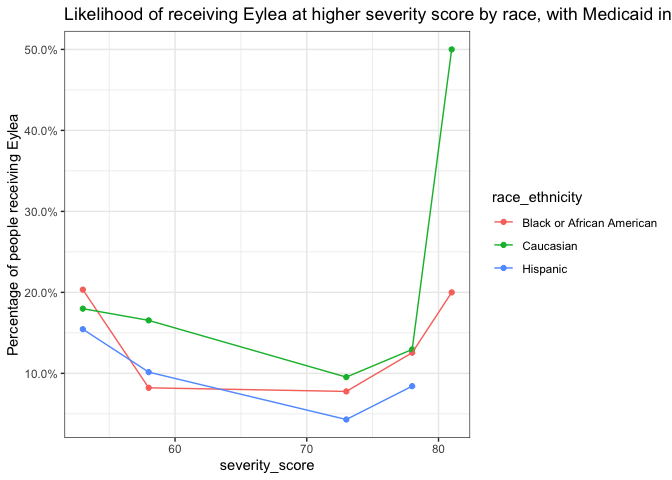 Likelihood of receiving Eylea at higher severity score by race, with Medicaid in
Percentage of people receiving Eylea
50.0%
40.0%
30.0%
20.0%
10.0%
60
70
80
severity_score
race_ethnicity
Black or African American
Caucasian
Hispanic